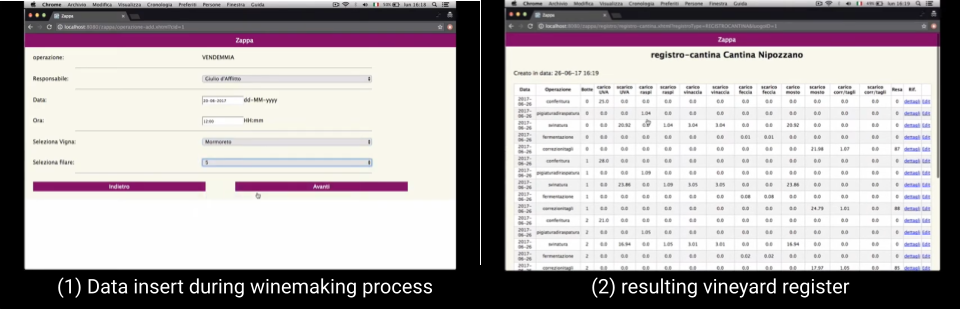 Chrome Archivio Modifica Visualizza Cronologia Preferiti Persone Finestra Guida
lun 16:18
Zappa
localhost:8080/zappa/operazione-add.xhtml?cid=1
Zappa
operazione: VENDEMMIA
Responsabile: Giulio d'Afflitto
Data: 20-06-2017 dd-MM-yyyy
Ora: 12:00 HH:mm
Seleziona Vigna: Mormoreto
Seleziona filare: 5
Indietro Avanti
(1) Data insert during winemaking process
Chrome Archivio Modifica Visualizza Cronologia Preferiti Persone Finestra Guida
lun 16:19
Zappa
Zappa
registro-cantina Cantina Nipozzano
Creato in data: 26-06-17 16:19
Data Operazione Botte carico UVA scarico UVA carico raspi scarico raspi carico vinaccia scarico vinaccia carico feccia scarico feccia carico mosto scarico mosto carico corr/tagli scarico corr/tagli Resa Rif.
2017-06-26 conferitura 0 25.0 0.0 0.0 0.0 0.0 0.0 0.0 0.0 0.0 0.0 0.0 0.0 0 dettagli Edit
2017-06-26 pigiaturadiraspatura 0 0.0 0.0 1.04 0.0 0.0 0.0 0.0 0.0 0.0 0.0 0.0 0.0 0 dettagli Edit
2017-06-26 svinatura 0 0.0 20.92 0.0 1.04 3.04 3.04 0.0 0.0 20.92 0.0 0.0 0.0 0 dettagli Edit
2017-06-26 fermentazione 0 0.0 0.0 0.0 0.0 0.0 0.0 0.01 0.01 0.0 0.0 0.0 0.0 0 dettagli Edit
2017-06-26 correzionitagli 0 0.0 0.0 0.0 0.0 0.0 0.0 0.0 0.0 0.0 21.98 1.07 0.0 87 dettagli Edit
2017-06-26 conferitura 1 28.0 0.0 0.0 0.0 0.0 0.0 0.0 0.0 0.0 0.0 0.0 0.0 0 dettagli Edit
2017-06-26 pigiaturadiraspatura 1 0.0 0.0 1.09 0.0 0.0 0.0 0.0 0.0 0.0 0.0 0.0 0.0 0 dettagli Edit
2017-06-26 svinatura 1 0.0 23.86 0.0 1.09 3.05 3.05 0.0 0.0 23.86 0.0 0.0 0.0 0 dettagli Edit
2017-06-26 fermentazione 1 0.0 0.0 0.0 0.0 0.0 0.0 0.08 0.08 0.0 0.0 0.0 0.0 0 dettagli Edit
2017-06-26 correzionitagli 1 0.0 0.0 0.0 0.0 0.0 0.0 0.0 0.0 0.0 24.79 1.01 0.0 88 dettagli Edit
2017-06-26 conferitura 2 21.0 0.0 0.0 0.0 0.0 0.0 0.0 0.0 0.0 0.0 0.0 0.0 0 dettagli Edit
2017-06-26 pigiaturadiraspatura 2 0.0 0.0 1.05 0.0 0.0 0.0 0.0 0.0 0.0 0.0 0.0 0.0 0 dettagli Edit
2017-06-26 svinatura 2 0.0 16.94 0.0 1.05 3.01 3.01 0.0 0.0 16.94 0.0 0.0 0.0 0 dettagli Edit
2017-06-26 fermentazione 2 0.0 0.0 0.0 0.0 0.0 0.0 0.02 0.02 0.0 0.0 0.0 0.0 0 dettagli Edit
2017- correzionitagli 2 0.0 0.0 0.0 0.0 0.0 0.0 0.0 0.0 0.0 17.97 1.05 0.0 85 dettagli Edit
(2) resulting vineyard register